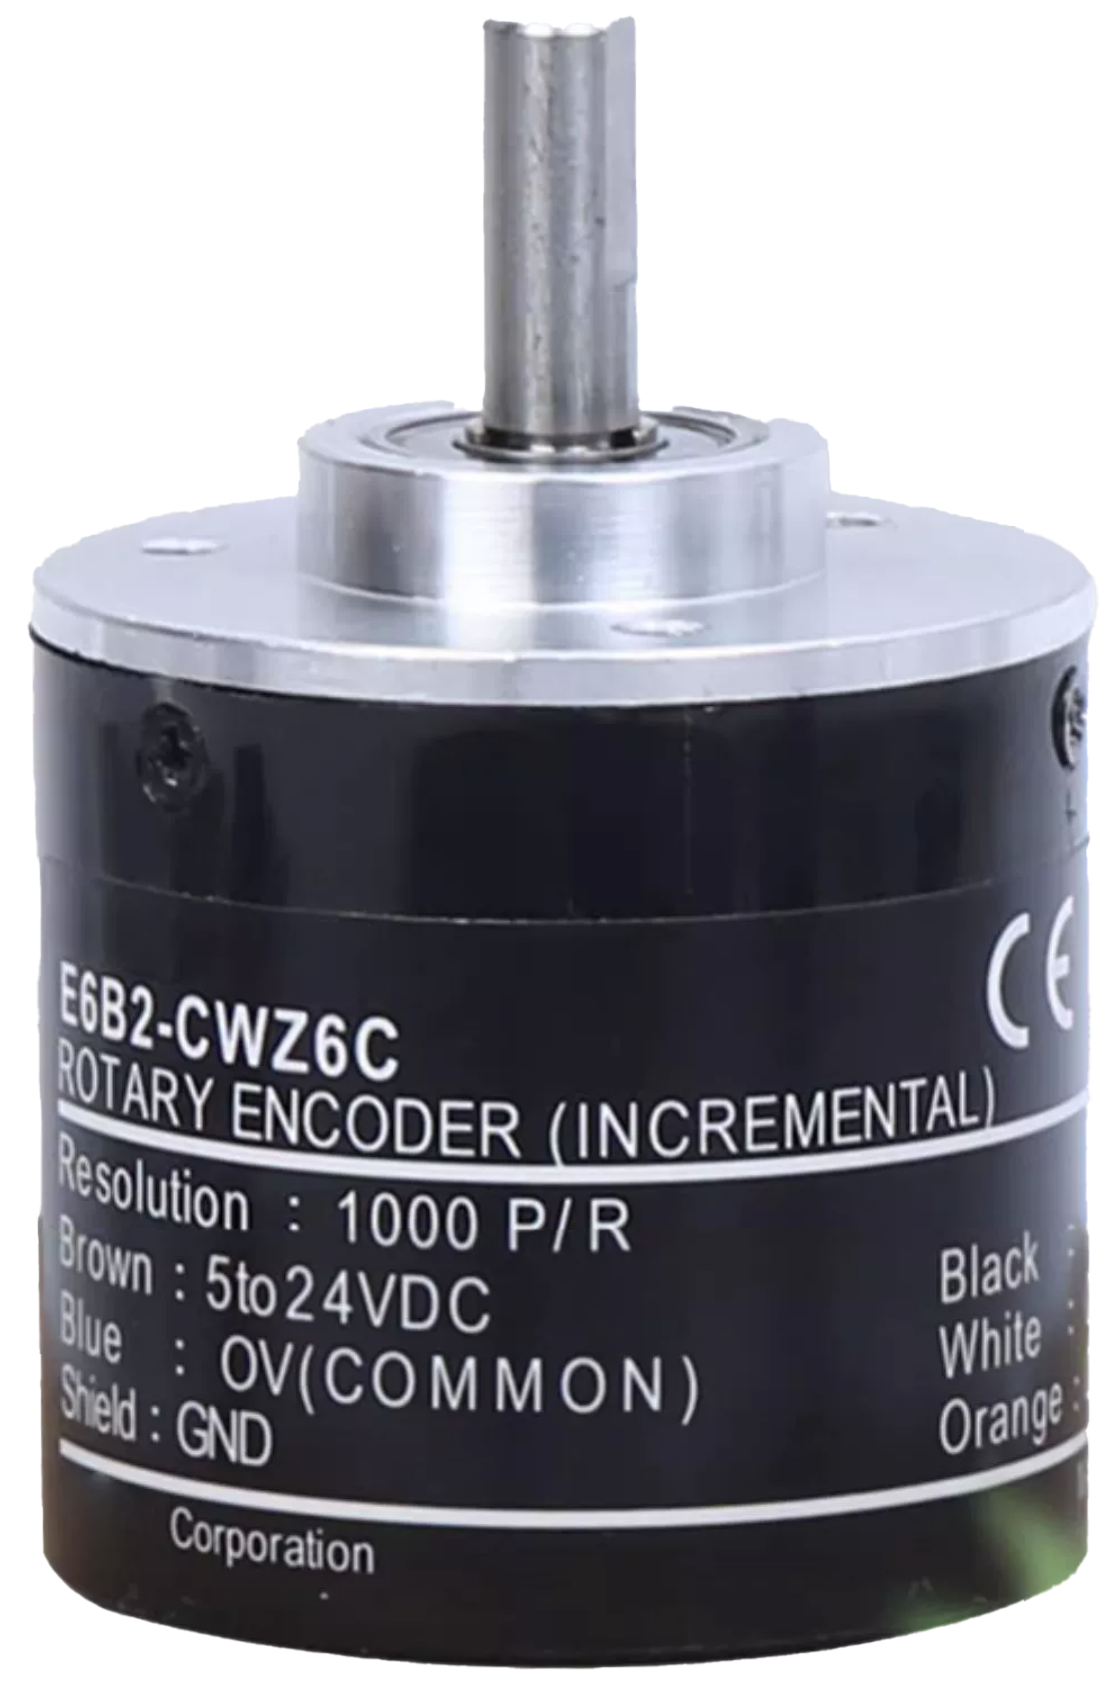 CE
E6B2-CWZ6C
ROTARY ENCODER (INCREMENTAL)
Resolution : 1000 P/R
Brown : 5to24VDC
Blue : 0V(COMMON)
Shield : GND
Black :
White :
Orange :
Corporation